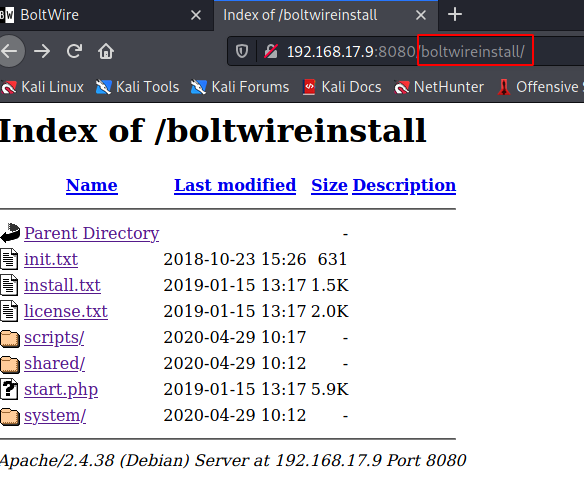 BW BoltWire
Index of /boltwireinstall
192.168.17.9:8080/boltwireinstall/
Kali Linux Kali Tools Kali Forums Kali Docs NetHunter Offensive S
Index of /boltwireinstall
Name Last modified Size Description
Parent Directory -
init.txt 2018-10-23 15:26 631
install.txt 2019-01-15 13:17 1.5K
license.txt 2019-01-15 13:17 2.0K
scripts/ 2020-04-29 10:17 -
shared/ 2020-04-29 10:12 -
start.php 2019-01-15 13:17 5.9K
system/ 2020-04-29 10:12 -
Apache/2.4.38 (Debian) Server at 192.168.17.9 Port 8080